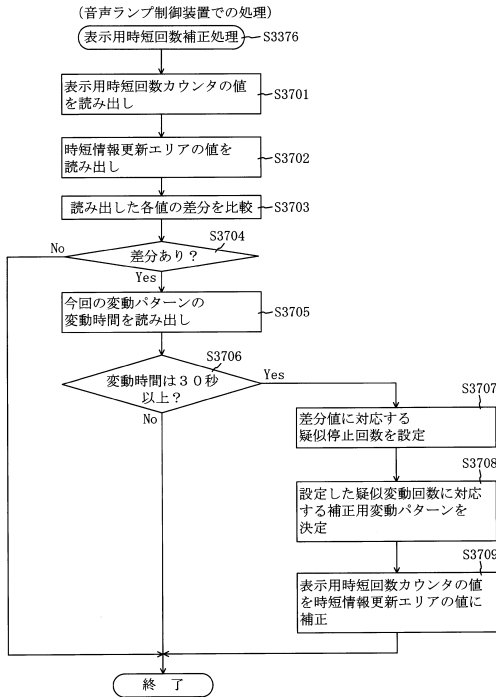 (音声ランプ制御装置での処理)
表示用時短回数補正処理
S3376
表示用時短回数カウンタの値
を読み出し
S3701
時短情報更新エリアの値を
読み出し
S3702
読み出した各値の差分を比較
S3703
S3704
No
差分あり?
Yes
今回の変動パターンの
変動時間を読み出し
S3705
S3706
変動時間は30秒
以上?
Yes
No
S3707
差分値に対応する
疑似停止回数を設定
S3708
設定した疑似変動回数に対応
する補正用変動パターンを
決定
S3709
表示用時短回数カウンタの値
を時短情報更新エリアの値に
補正
終 了